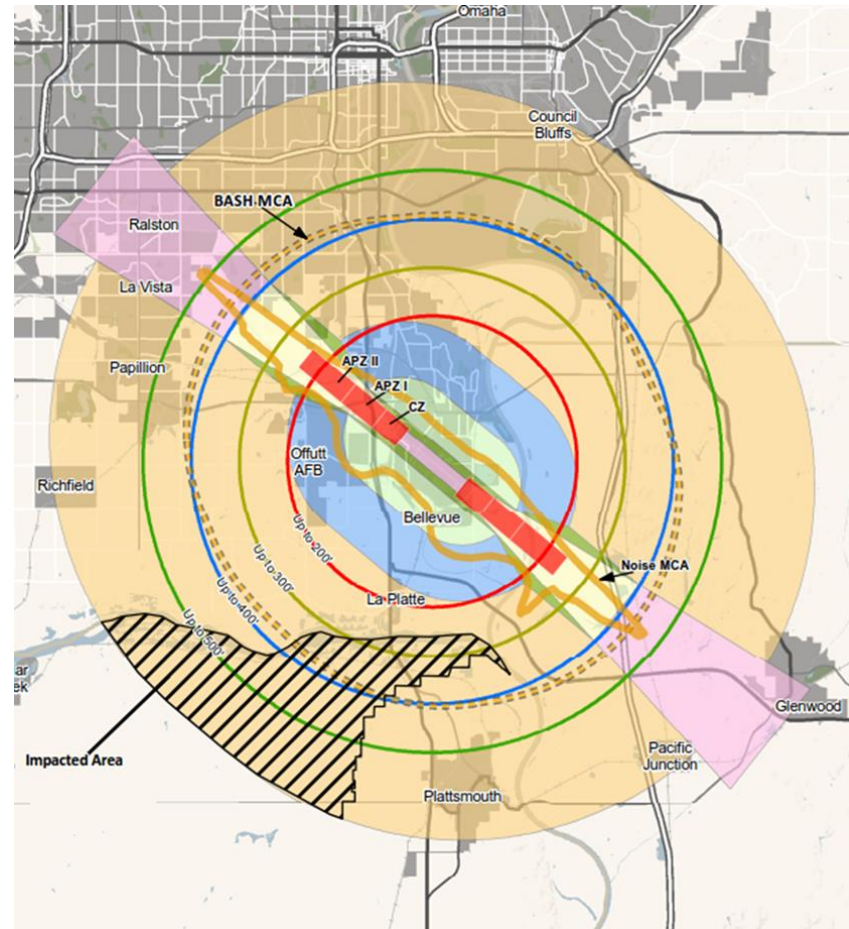 Omaha
Council
Bluffs
BASH MCA
Ralston
La Vista
Papillion
APZ II
APZ I
CZ
Offutt
AFB
Richfield
Bellevue
Up to 200'
Up to 300'
Up to 400'
Up to 500'
Noise MCA
La Platte
ar
ek
Glenwood
Impacted Area
Pacific
Junction
Plattsmouth